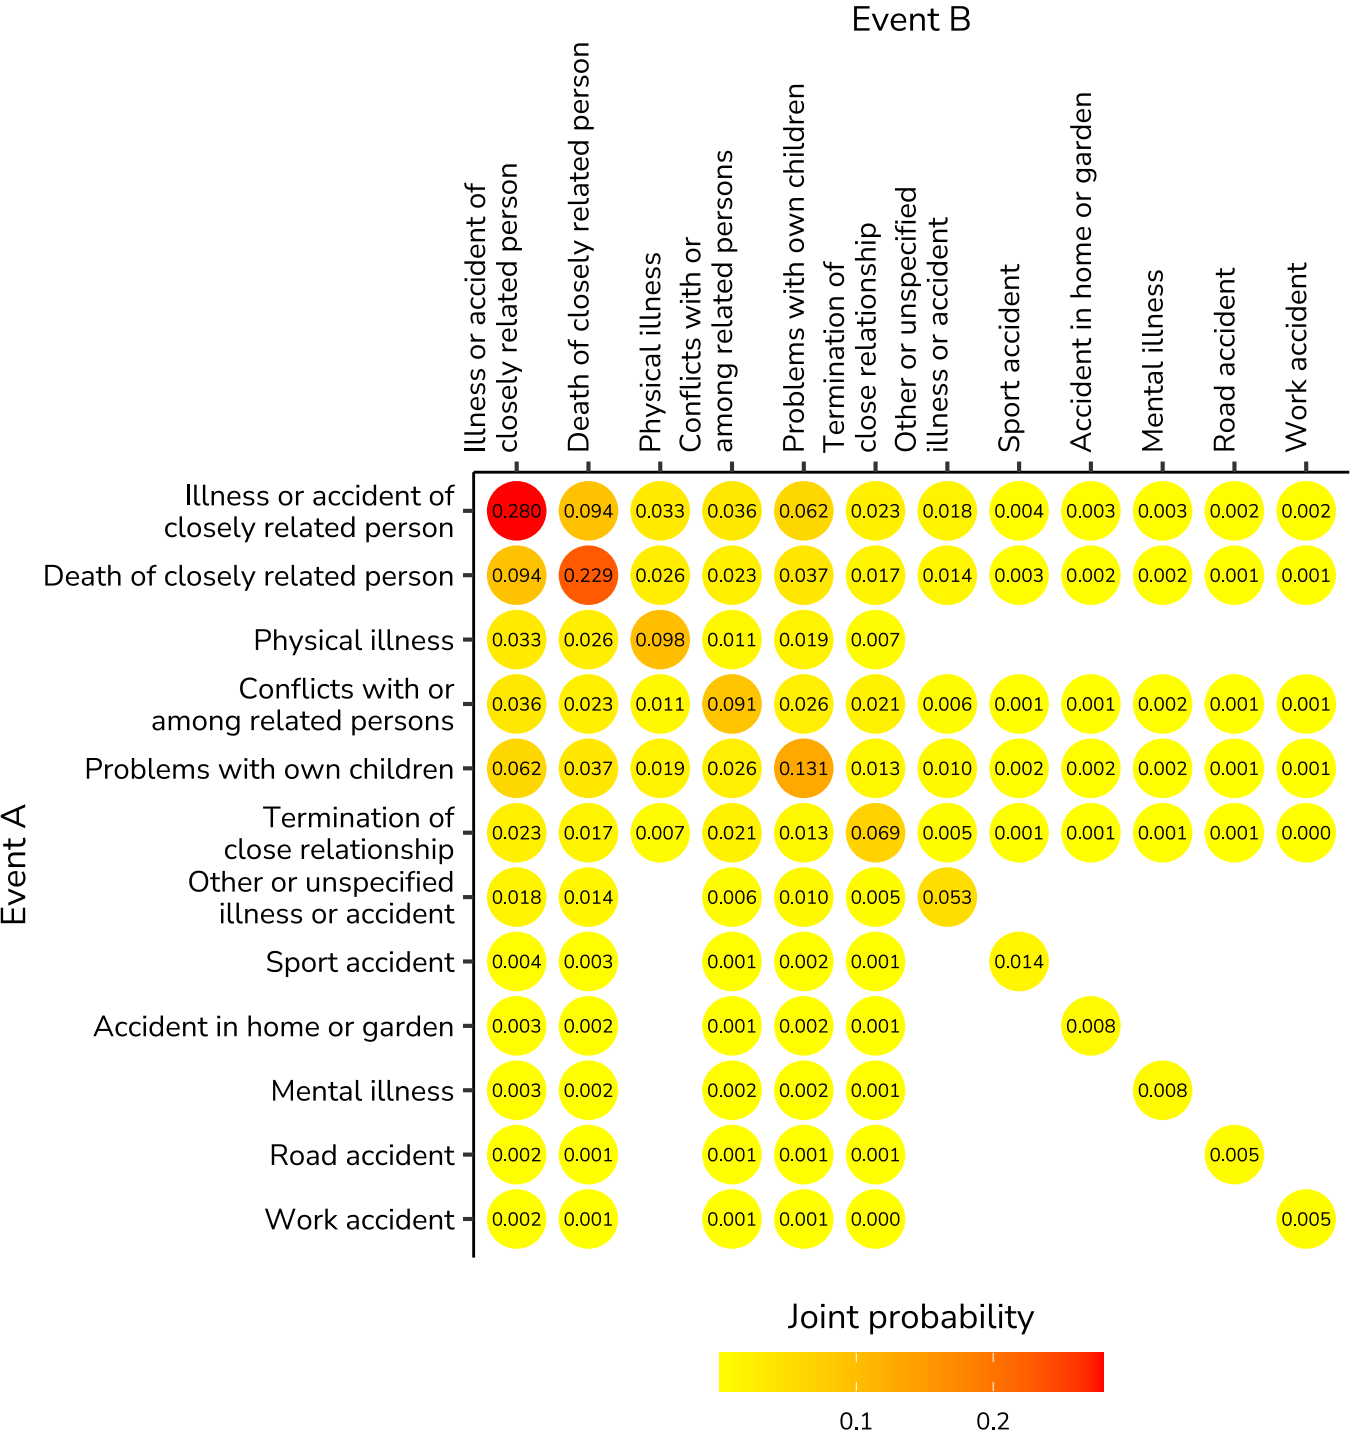 Event B
Illness or accident of
closely related person
Death of closely related person
Physical illness
Conflicts with or
among related persons
Problems with own children
Termination of
close relationship
Other or unspecified
illness or accident
Sport accident
Accident in home or garden
Mental illness
Road accident
Work accident
Event A
Illness or accident of
closely related person
0.280 0.094 0.033 0.036 0.062 0.023 0.018 0.004 0.003 0.003 0.002 0.002
Death of closely related person 0.094 0.229 0.026 0.023 0.037 0.017 0.014 0.003 0.002 0.002 0.001 0.001
Physical illness 0.033 0.026 0.098 0.011 0.019 0.007
Conflicts with or
among related persons
0.036 0.023 0.011 0.091 0.026 0.021 0.006 0.001 0.001 0.002 0.001 0.001
Problems with own children 0.062 0.037 0.019 0.026 0.131 0.013 0.010 0.002 0.002 0.002 0.001 0.001
Termination of
close relationship
0.023 0.017 0.007 0.021 0.013 0.069 0.005 0.001 0.001 0.001 0.001 0.000
Other or unspecified
illness or accident
0.018 0.014 0.006 0.010 0.005 0.053
Sport accident 0.004 0.003 0.001 0.002 0.001 0.014
Accident in home or garden 0.003 0.002 0.001 0.002 0.001 0.008
Mental illness 0.003 0.002 0.002 0.002 0.001 0.008
Road accident 0.002 0.001 0.001 0.001 0.001 0.005
Work accident 0.002 0.001 0.001 0.001 0.000 0.005
Joint probability
0.1 0.2